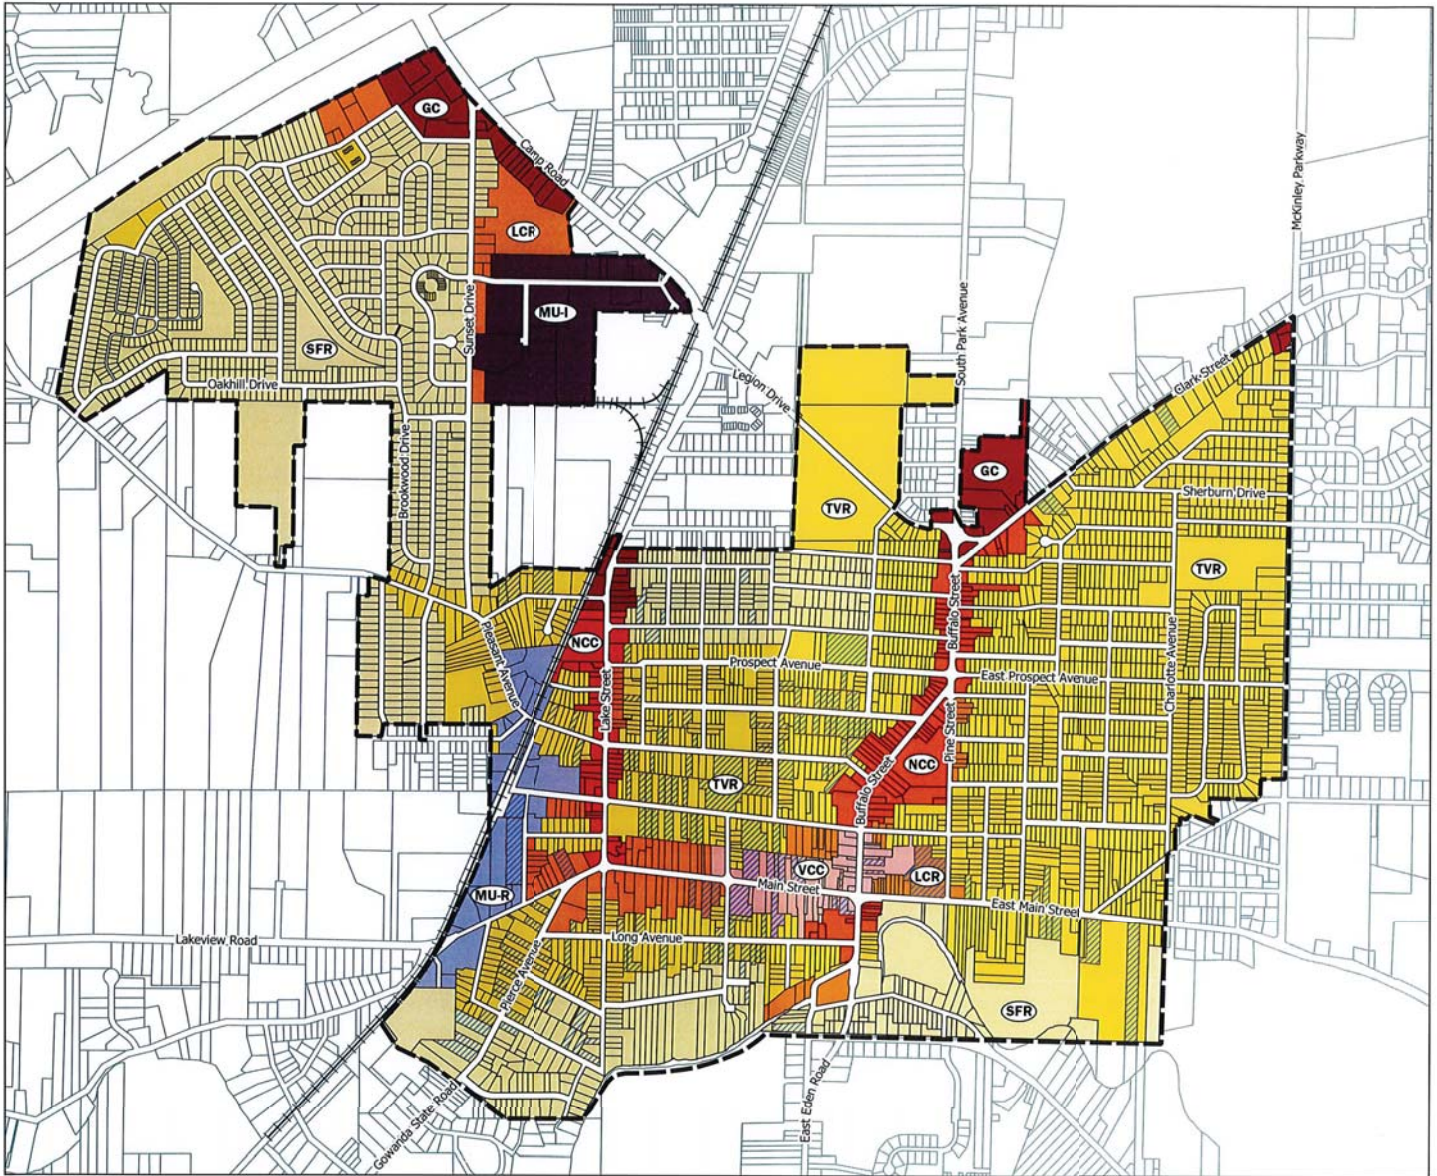 GC
Camp Road
McKinley Parkway
LCR
MU-I
Sunset Drive
SFR
South Park Avenue
Oakhill Drive
Legion Drive
Clark Street
Brookwood Drive
GC
Sherburn Drive
TVR
TVR
Buffalo Street
Pleasant Avenue
NCC
Prospect Avenue
East Prospect Avenue
Charlotte Avenue
Lake Street
Pine Street
NCC
TVR
Buffalo Street
VCC
LCR
Main Street
MU-R
East Main Street
Lakeview Road
Long Avenue
Pierce Avenue
SFR
East Eden Road
Gowanda State Road